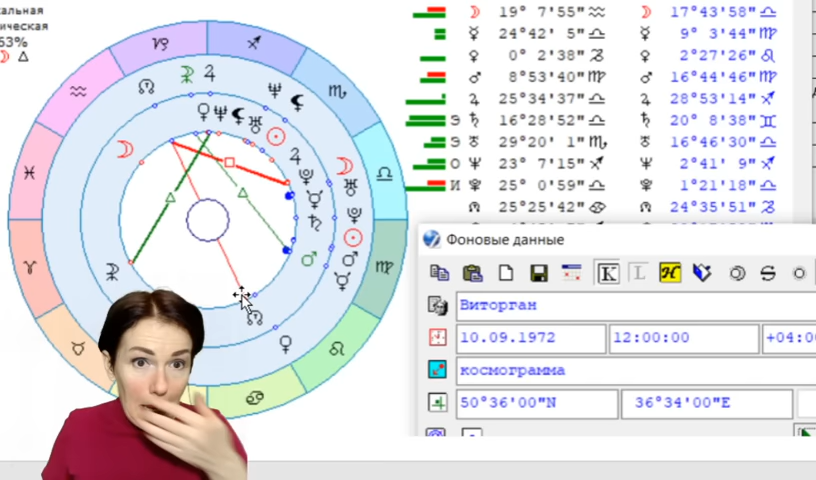 альная
ическая
53%
19° 7'55" 17°43'58"
24°42' 5" 9° 3'44"
0° 2'38" 2°27'26"
8°53'40" 16°44'46"
25°34'37" 28°53'14"
Э 16°28'52" 20° 8'38"
Э 29°20' 1" 16°46'30"
О 23° 7'15" 2°41' 9"
И 25° 0'59" 1°21'18"
25°25'42" 24°35'51"
Фоновые данные
K L H S
Виторган
10.09.1972 12:00:00 +04:0
космограмма
50°36'00"N 36°34'00"E